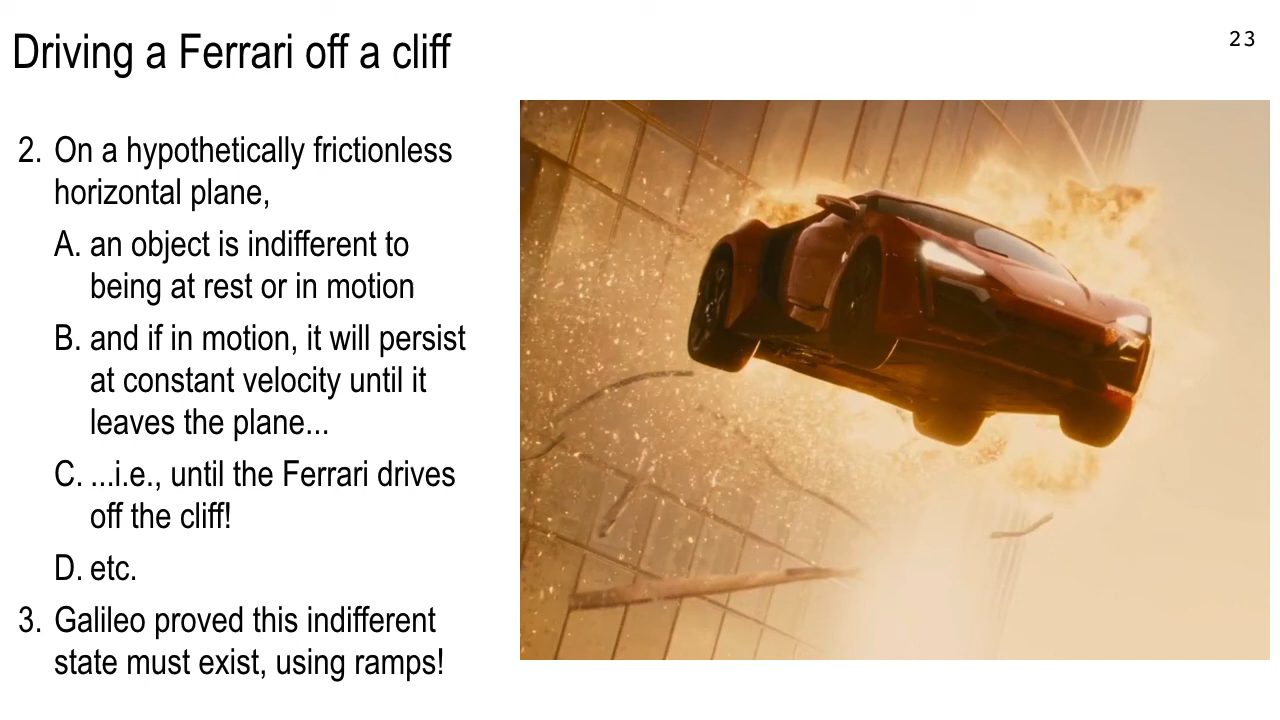 Driving a Ferrari off a cliff
23
2. On a hypothetically frictionless
horizontal plane,
A. an object is indifferent to
being at rest or in motion
B. and if in motion, it will persist
at constant velocity until it
leaves the plane...
C. ...i.e., until the Ferrari drives
off the cliff!
D. etc.
3. Galileo proved this indifferent
state must exist, using ramps!